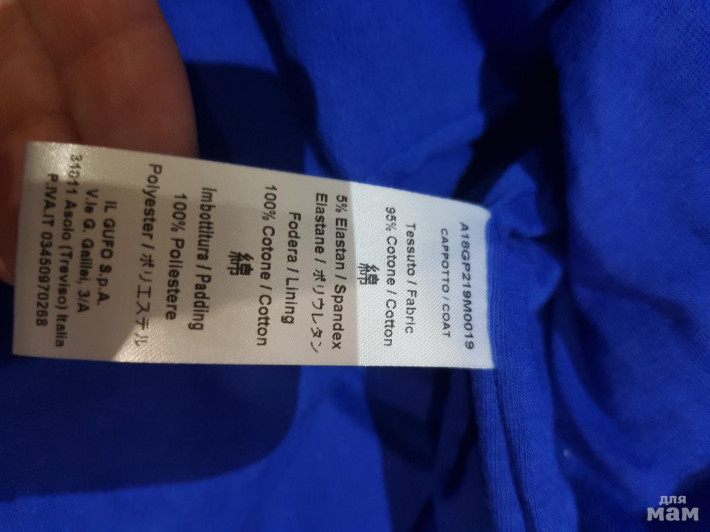 A18GP219M0019
CAPPOTTO / COAT
Tessuto / Fabric
95% Cotone / Cotton
綿
5% Elastan / Spandex
Elastane / ポリウレタン
Fodera / Lining
100% Cotone / Cotton
綿
Imbottitura / Padding
100% Poliestere
Polyester / ポリエステル
IL GUFO S.p.A.
V.le G. Galilei, 3/A
31011 Asolo (Treviso) Italia
P.IVA.IT 03450970268
для
мам